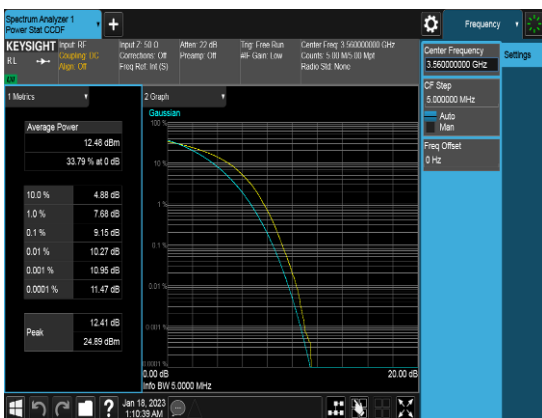 Spectrum Analyzer 1
Power Stat CCDF
Frequency
KEYSIGHT
RL
Input: RF
Coupling: DC
Align: Off
Input Z: 50 Ω
Corrections: Off
Freq Ref: Int (S)
Atten: 22 dB
Preamp: Off
Trig: Free Run
#IF Gain: Low
Center Freq: 3.560000000 GHz
Counts: 5.00 M/5.00 Mpt
Radio Std: None
Center Frequency
3.560000000 GHz
Settings
CF Step
5.000000 MHz
Auto
Man
Freq Offset
0 Hz
1 Metrics
Average Power
12.48 dBm
33.79 % at 0 dB
10.0 % 4.88 dB
1.0 % 7.68 dB
0.1 % 9.15 dB
0.01 % 10.27 dB
0.001 % 10.95 dB
0.0001 % 11.47 dB
Peak
12.41 dB
24.89 dBm
2 Graph
Gaussian
100 %
10 %
1 %
0.1 %
0.01 %
0.001 %
0.0001 %
0.00 dB
20.00 dB
Info BW 5.0000 MHz
?
Jan 18, 2023
1:10:39 AM